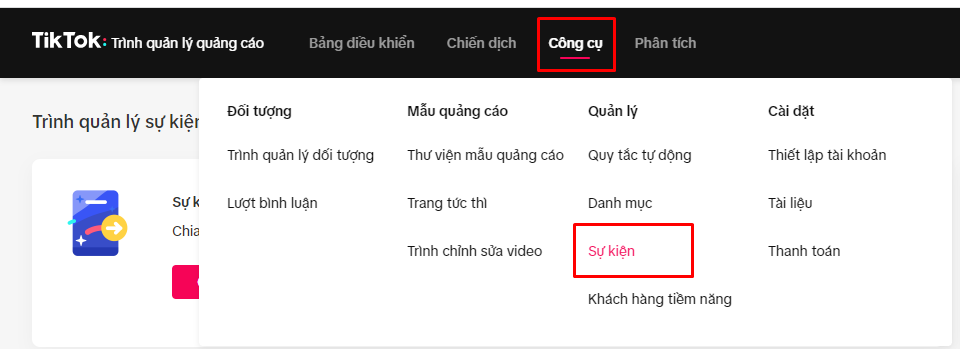 TikTok: Trình quản lý quảng cáo
Bảng điều khiển
Chiến dịch
Công cụ
Phân tích
Trình quản lý sự kiện
Đối tượng
Trình quản lý đối tượng
Lượt bình luận
Mẫu quảng cáo
Thư viện mẫu quảng cáo
Trang tức thì
Trình chỉnh sửa video
Quản lý
Quy tắc tự động
Danh mục
Sự kiện
Khách hàng tiềm năng
Cài dặt
Thiết lập tài khoản
Tài liệu
Thanh toán
Sự k
Chia